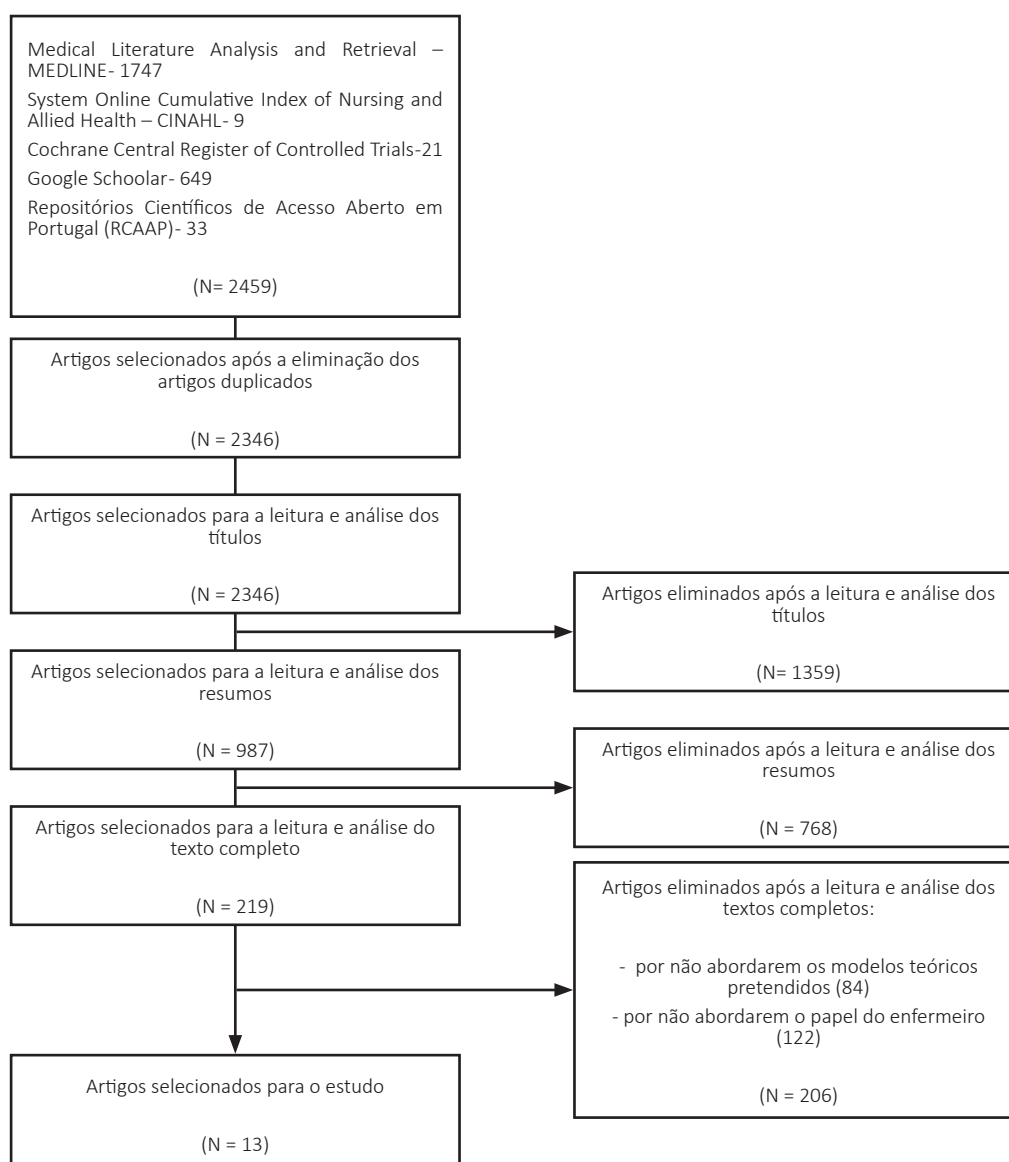 Medical Literature Analysis and Retrieval –
MEDLINE- 1747
System Online Cumulative Index of Nursing and
Allied Health – CINAHL- 9
Cochrane Central Register of Controlled Trials-21
Google Schoolar- 649
Repositórios Científicos de Acesso Aberto em
Portugal (RCAAP)- 33
(N= 2459)
Artigos selecionados após a eliminação dos
artigos duplicados
(N = 2346)
Artigos selecionados para a leitura e análise dos
títulos
(N = 2346)
Artigos eliminados após a leitura e análise dos
títulos
(N= 1359)
Artigos selecionados para a leitura e análise dos
resumos
(N = 987)
Artigos eliminados após a leitura e análise dos
resumos
(N = 768)
Artigos selecionados para a leitura e análise do
texto completo
(N = 219)
Artigos eliminados após a leitura e análise dos
textos completos:
- por não abordarem os modelos teóricos
pretendidos (84)
- por não abordarem o papel do enfermeiro
(122)
(N = 206)
Artigos selecionados para o estudo
(N = 13)